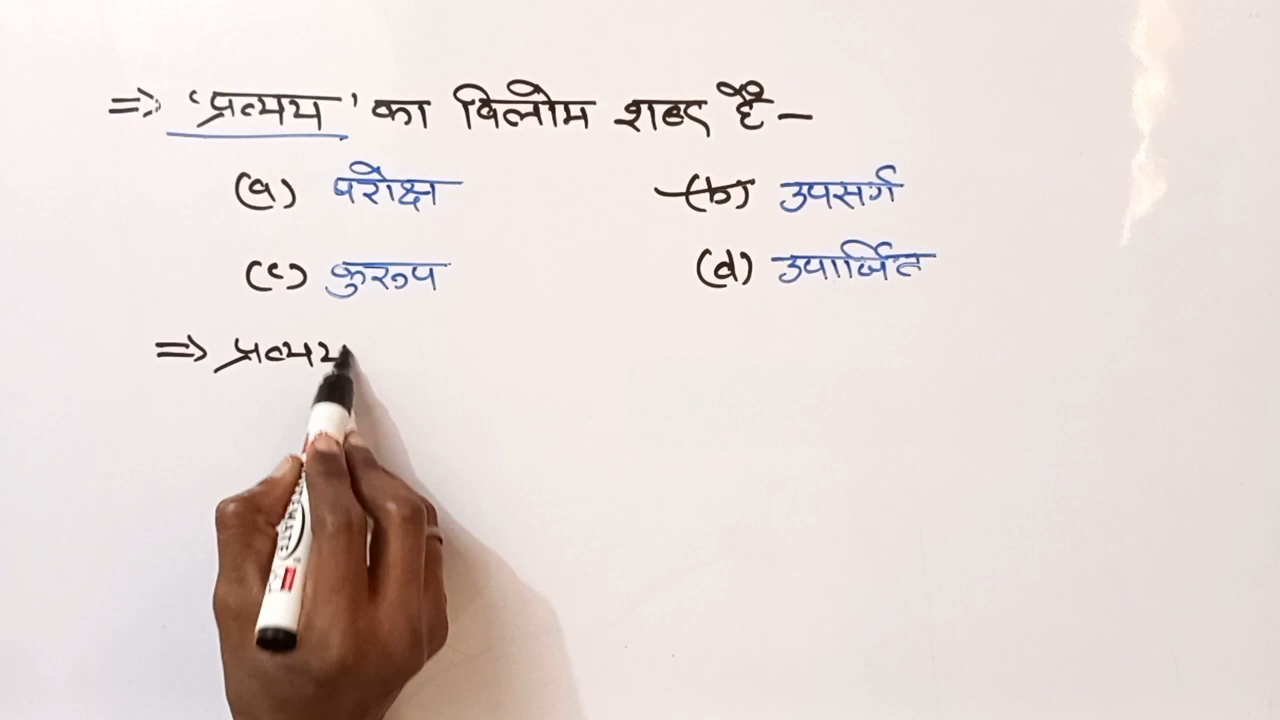 => 'प्रत्यय' का विलोम शब्द है –
(a) परोक्ष (b) उपसर्ग
(c) कुरूप (d) उपार्जित
=> प्रत्यय